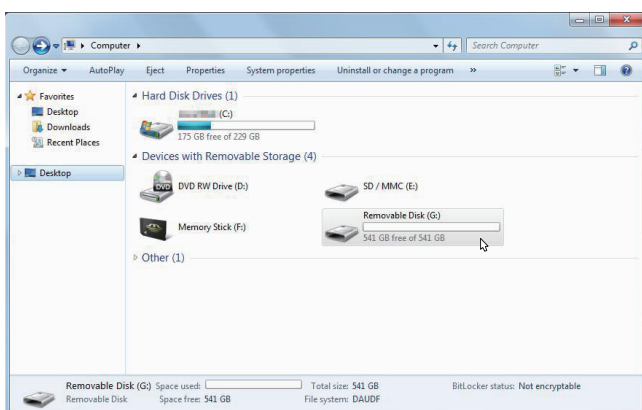 Computer
Search Computer
Organize AutoPlay Eject Properties System properties Uninstall or change a program »
Favorites
Desktop
Downloads
Recent Places
Desktop
Hard Disk Drives (1)
(C:)
175 GB free of 229 GB
Devices with Removable Storage (4)
DVD RW Drive (D:)
SD / MMC (E:)
Memory Stick (F:)
Removable Disk (G:)
541 GB free of 541 GB
Other (1)
Removable Disk (G:) Space used: Total size: 541 GB BitLocker status: Not encryptable
Removable Disk Space free: 541 GB File system: DAUDF